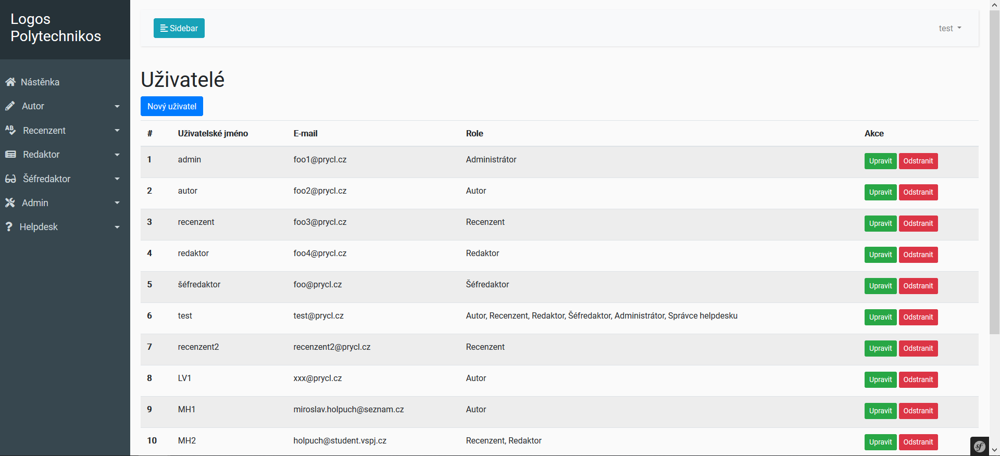 Logos
Polytechnikos
Sidebar
test
Nástěnka
Autor
Recenzent
Redaktor
Šéfredaktor
Admin
Helpdesk
Uživatelé
Nový uživatel
# Uživatelské jméno E-mail Role Akce
1 admin foo1@prycl.cz Administrátor Upravit Odstranit
2 autor foo2@prycl.cz Autor Upravit Odstranit
3 recenzent foo3@prycl.cz Recenzent Upravit Odstranit
4 redaktor foo4@prycl.cz Redaktor Upravit Odstranit
5 šéfredaktor foo@prycl.cz Šéfredaktor Upravit Odstranit
6 test test@prycl.cz Autor, Recenzent, Redaktor, Šéfredaktor, Administrátor, Správce helpdesku Upravit Odstranit
7 recenzent2 recenzent2@prycl.cz Recenzent Upravit Odstranit
8 LV1 xxx@prycl.cz Autor Upravit Odstranit
9 MH1 miroslav.holpuch@seznam.cz Autor Upravit Odstranit
10 MH2 holpuch@student.vspj.cz Recenzent, Redaktor Upravit Odstranit
sf